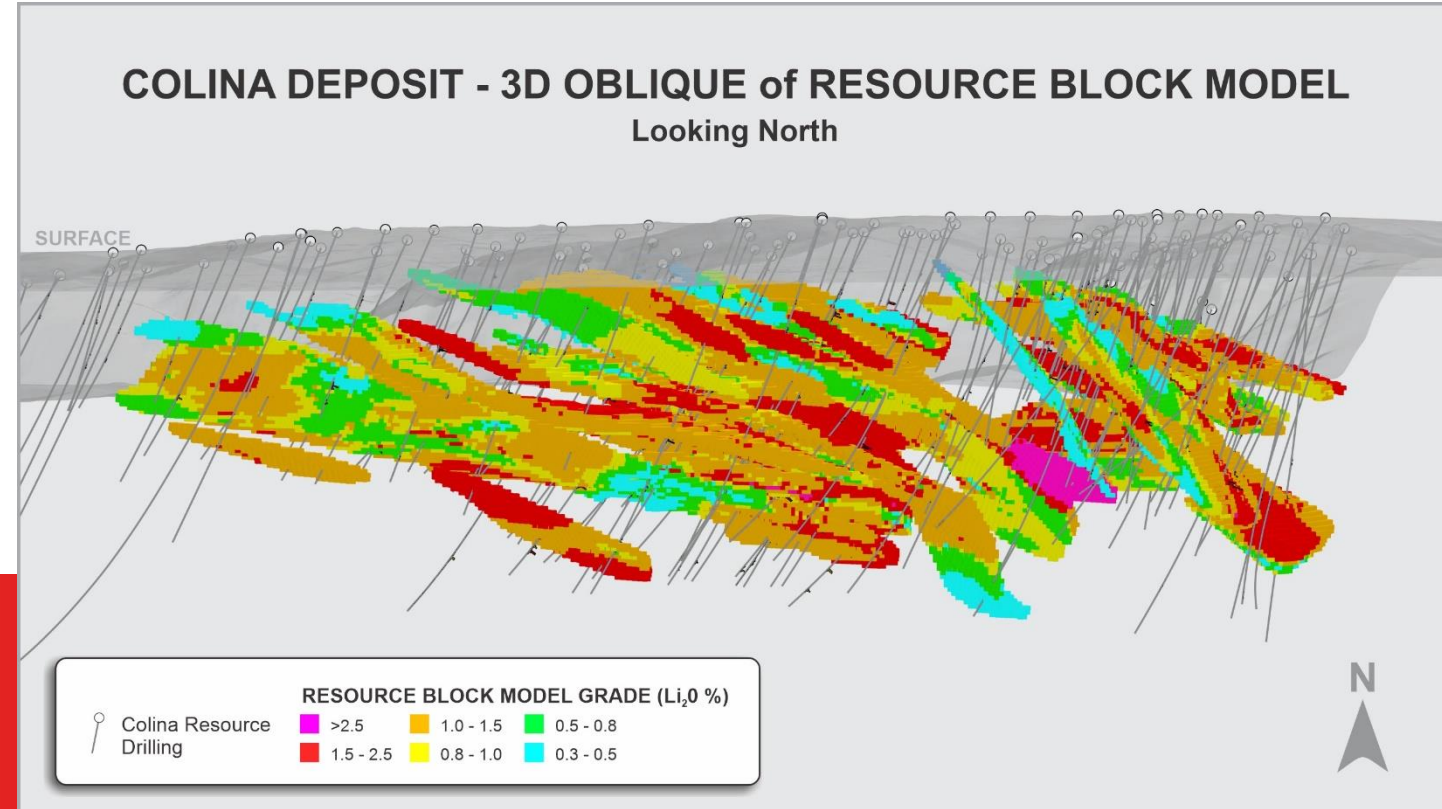 COLINA DEPOSIT - 3D OBLIQUE of RESOURCE BLOCK MODEL
Looking North
SURFACE
RESOURCE BLOCK MODEL GRADE (Li₂0 %)
Colina Resource
Drilling
>2.5
1.0 - 1.5
0.5 - 0.8
1.5 - 2.5
0.8 - 1.0
0.3 - 0.5
N